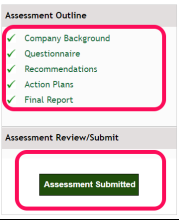 Assessment Outline
Company Background
Questionnaire
Recommendations
Action Plans
Final Report
Assessment Review/Submit
Assessment Submitted